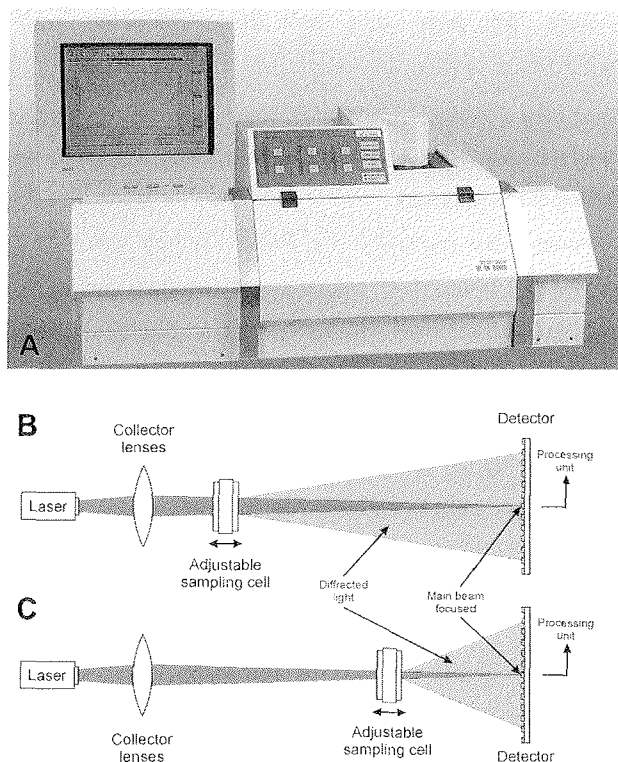 A
B
Collector
lenses
Laser
Adjustable
sampling cell
Detector
Processing
unit
Diffracted
light
Main beam
focused
C
Laser
Collector
lenses
Adjustable
sampling cell
Processing
unit
Detector